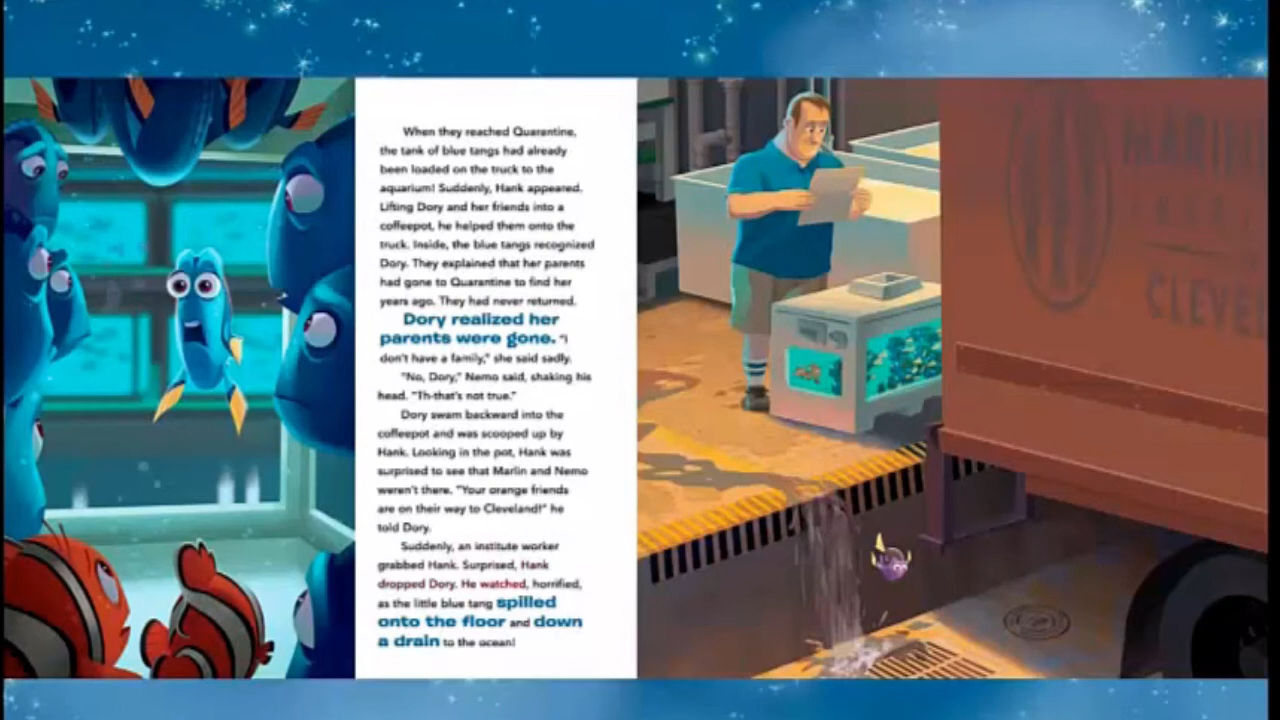 When they reached Quarantine,
the tank of blue tangs had already
been loaded on the truck to the
aquarium! Suddenly, Hank appeared.
Lifting Dory and her friends into a
coffeepot, he helped them onto the
truck. Inside, the blue tangs recognized
Dory. They explained that her parents
had gone to Quarantine to find her
years ago. They had never returned.
Dory realized her
parents were gone. "I
don't have a family," she said sadly.
"No, Dory," Nemo said, shaking his
head. "Th-that's not true."
Dory swam backward into the
coffeepot and was scooped up by
Hank. Looking in the pot, Hank was
surprised to see that Marlin and Nemo
weren't there. "Your orange friends
are on their way to Cleveland!" he
told Dory.
Suddenly, an institute worker
grabbed Hank. Surprised, Hank
dropped Dory. He watched, horrified,
as the little blue tang spilled
onto the floor and down
a drain to the ocean!